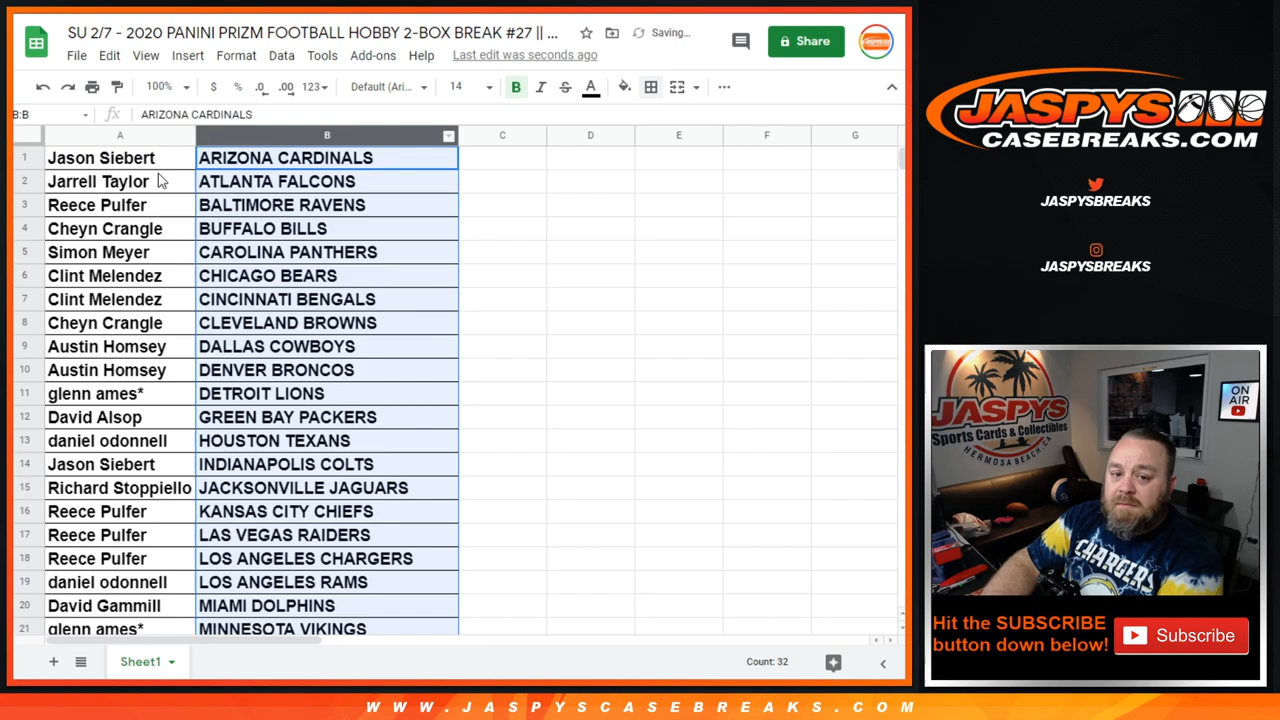 SU 2/7 - 2020 PANINI PRIZM FOOTBALL HOBBY 2-BOX BREAK #27 || ...
Saving...
File Edit View Insert Format Data Tools Add-ons Help Last edit was seconds ago
Share
100% $ % .0 .00 123 Default (Ari... 14 B I S A ...
B:B fx ARIZONA CARDINALS
A B C D E F G
1 Jason Siebert ARIZONA CARDINALS
2 Jarrell Taylor ATLANTA FALCONS
3 Reece Pulfer BALTIMORE RAVENS
4 Cheyn Crangle BUFFALO BILLS
5 Simon Meyer CAROLINA PANTHERS
6 Clint Melendez CHICAGO BEARS
7 Clint Melendez CINCINNATI BENGALS
8 Cheyn Crangle CLEVELAND BROWNS
9 Austin Homsey DALLAS COWBOYS
10 Austin Homsey DENVER BRONCOS
11 glenn ames* DETROIT LIONS
12 David Alsop GREEN BAY PACKERS
13 daniel odonnell HOUSTON TEXANS
14 Jason Siebert INDIANAPOLIS COLTS
15 Richard Stoppiello JACKSONVILLE JAGUARS
16 Reece Pulfer KANSAS CITY CHIEFS
17 Reece Pulfer LAS VEGAS RAIDERS
18 Reece Pulfer LOS ANGELES CHARGERS
19 daniel odonnell LOS ANGELES RAMS
20 David Gammill MIAMI DOLPHINS
21 glenn ames* MINNESOTA VIKINGS
Sheet1
Count: 32
JASPYS
CASEBREAKS.COM
JASPYSBREAKS
JASPYSBREAKS
JASPYS
Sports Cards & Collectibles
HERMOSA BEACH, CA
ON
AIR
CHARGERS
Hit the SUBSCRIBE
button down below!
Subscribe
WWW.JASPYSCASEBREAKS.COM